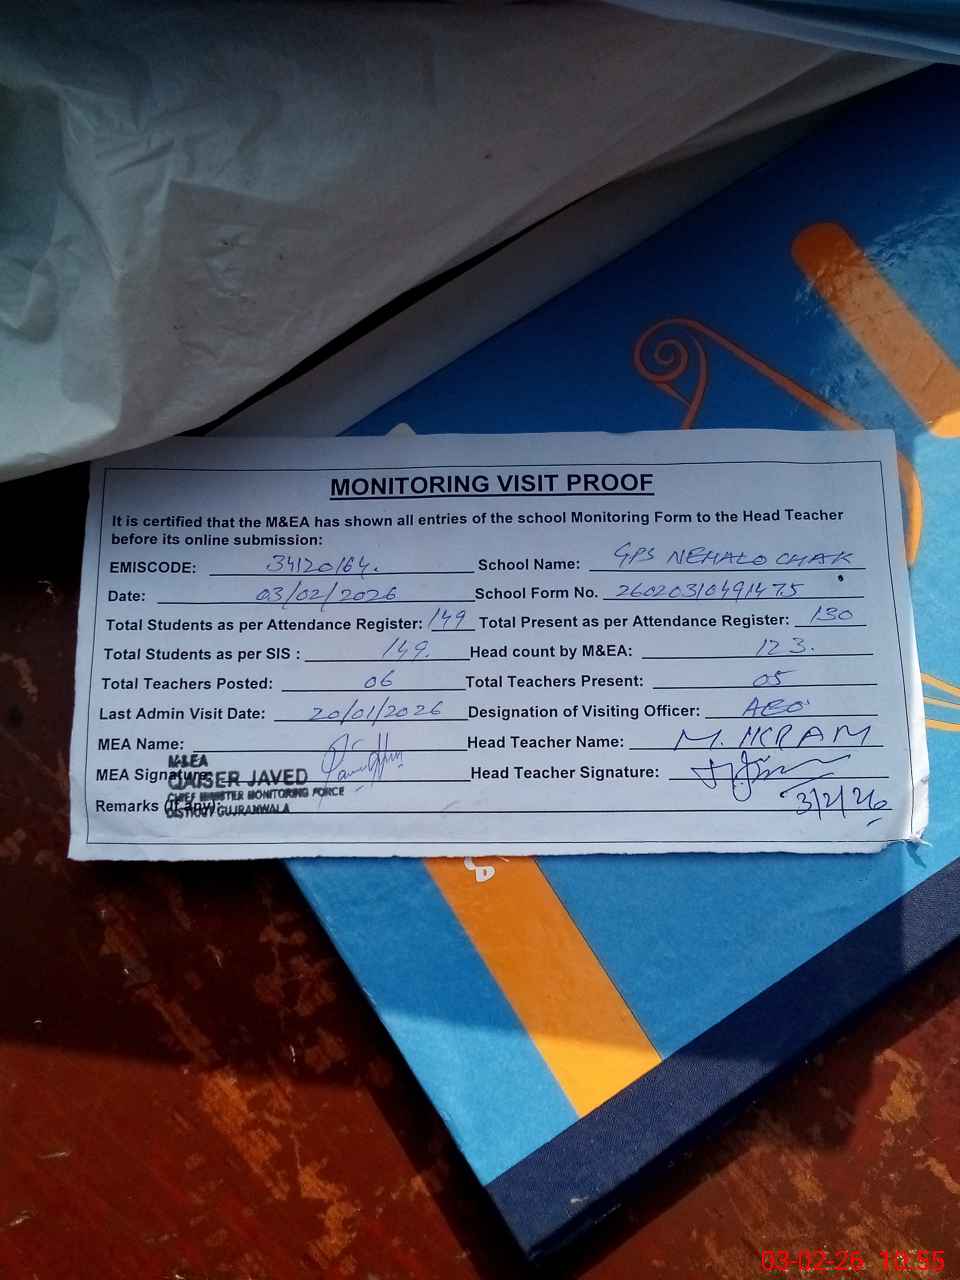 MONITORING VISIT PROOF
It is certified that the M&EA has shown all entries of the school Monitoring Form to the Head Teacher
before its online submission:
EMISCODE: 34120164. School Name: GPS NEHALO CHAK
Date: 03/02/2026 School Form No. 26020310491475
Total Students as per Attendance Register: 149 Total Present as per Attendance Register: 130
Total Students as per SIS : 149. Head count by M&EA: 123.
Total Teachers Posted: 06 Total Teachers Present: 05
Last Admin Visit Date: 20/01/2026 Designation of Visiting Officer: AEO
MEA Name: Head Teacher Name: M. IKRAM
M&EA
MEA Signature: Head Teacher Signature:
QAISER JAVED
CHIEF MINISTER MONITORING FORCE
Remarks (if any): 3/2/26
DISTRICT GUJRANWALA
03-02-26 10:55